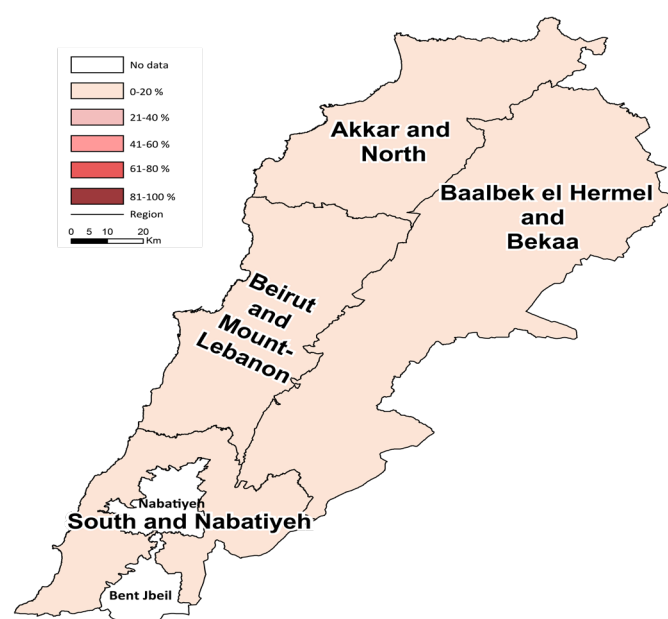 No data
0-20 %
21-40 %
41-60 %
61-80 %
81-100 %
Region
0 5 10 20
Km
Akkar and
North
Baalbek el Hermel
and
Bekaa
Beirut
and
Mount-
Lebanon
Nabatiyeh
South and Nabatiyeh
Bent Jbeil